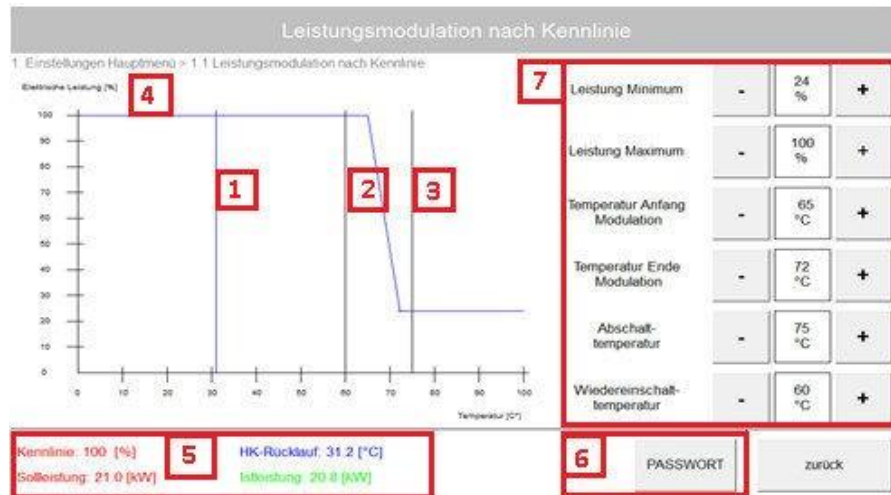 Leistungsmodulation nach Kennlinie
1. Einstellungen Hauptmenü > 1.1 Leistungsmodulation nach Kennlinie
Elektrische Leistung [%]
4
100
90
80
70
60
50
40
30
20
10
0
1
2
3
0 10 20 30 40 50 60 70 80 90 100
Temperatur [C°]
7
Leistung Minimum - 24 % +
Leistung Maximum - 100 % +
Temperatur Anfang Modulation - 65 °C +
Temperatur Ende Modulation - 72 °C +
Abschalt-
temperatur - 75 °C +
Wiedereinschalt-
temperatur - 60 °C +
Kennlinie: 100 [%] 5 HK-Rücklauf: 31.2 [°C]
Sollleistung: 21.0 [kW] Istleistung: 20.8 [kW]
6 PASSWORT zurück